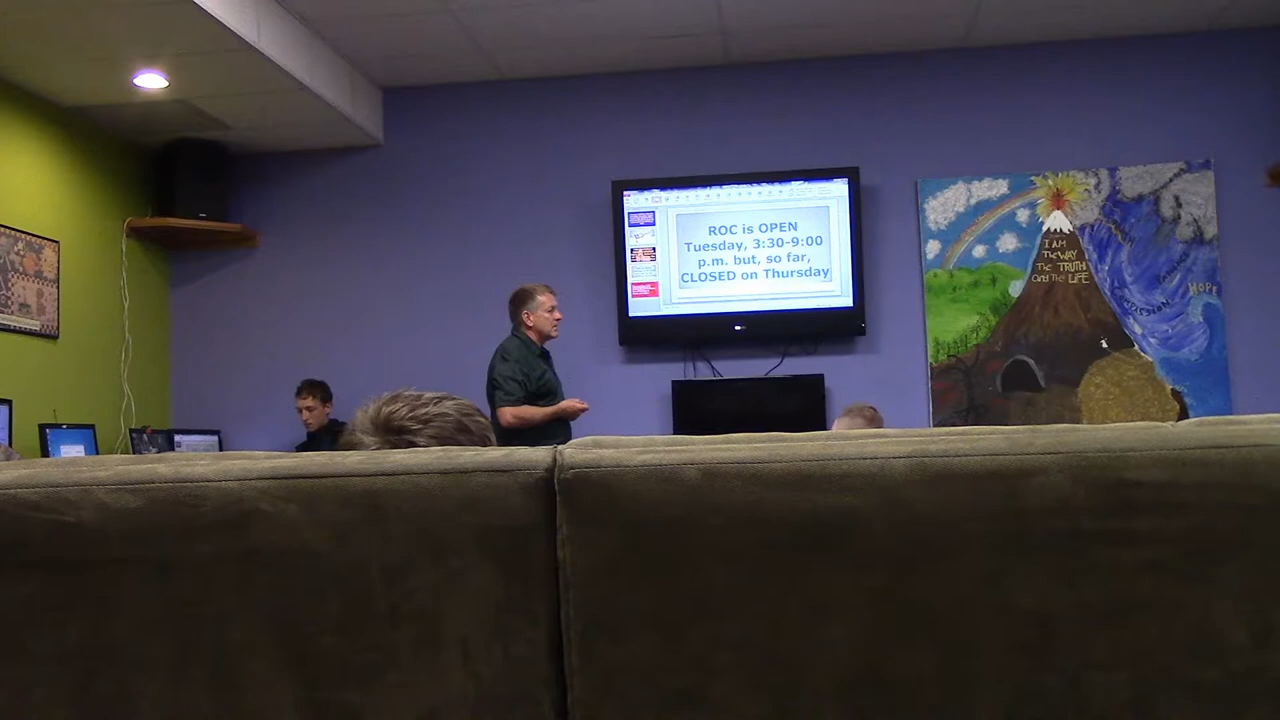 ROC is OPEN
Tuesday, 3:30-9:00
p.m. but, so far,
CLOSED on Thursday
I AM
The WAY
The TRUTH
and The LIFE
HOPE